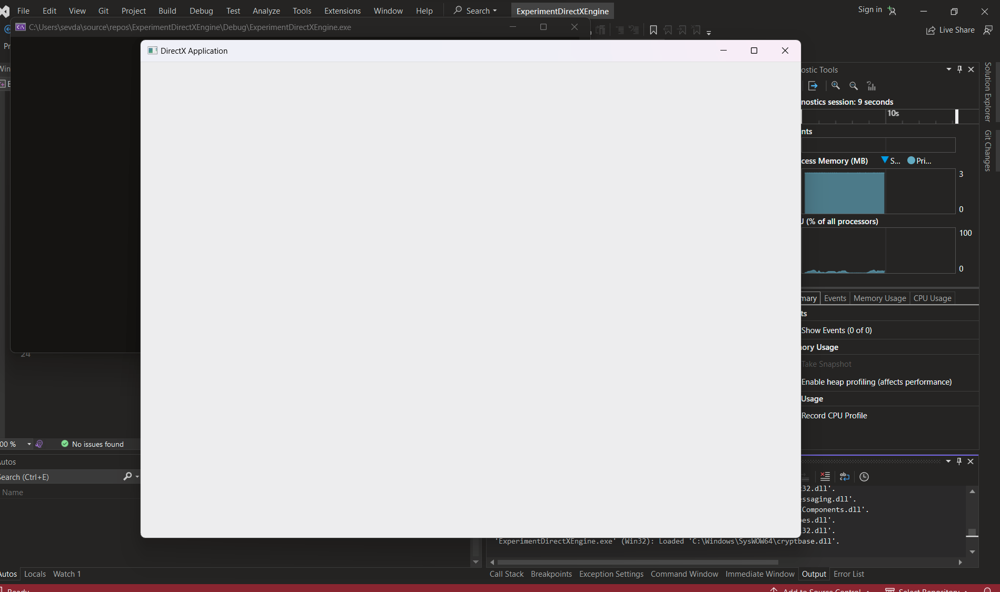 File Edit View Git Project Build Debug Test Analyze Tools Extensions Window Help Search ExperimentDirectXEngine Sign in
C:\Users\sevda\source\repos\ExperimentDirectXEngine\Debug\ExperimentDirectXEngine.exe
Live Share
Pr
DirectX Application
Win
ostic Tools
E
nostics session: 9 seconds
10s
nts
cess Memory (MB) S... Pri...
3
0
U (% of all processors)
100
0
mary Events Memory Usage CPU Usage
ts
Show Events (0 of 0)
ory Usage
Take Snapshot
Enable heap profiling (affects performance)
Usage
Record CPU Profile
Solution Explorer
Git Changes
24
00 % No issues found
utos
earch (Ctrl+E)
Name
32.dll'.
ssaging.dll'.
Components.dll'.
es.dll'.
32.dll'.
'ExperimentDirectXEngine.exe' (Win32): Loaded 'C:\Windows\SysWOW64\cryptbase.dll'.
Autos Locals Watch 1
Call Stack Breakpoints Exception Settings Command Window Immediate Window Output Error List
Ready Add to Source Control Select Repository